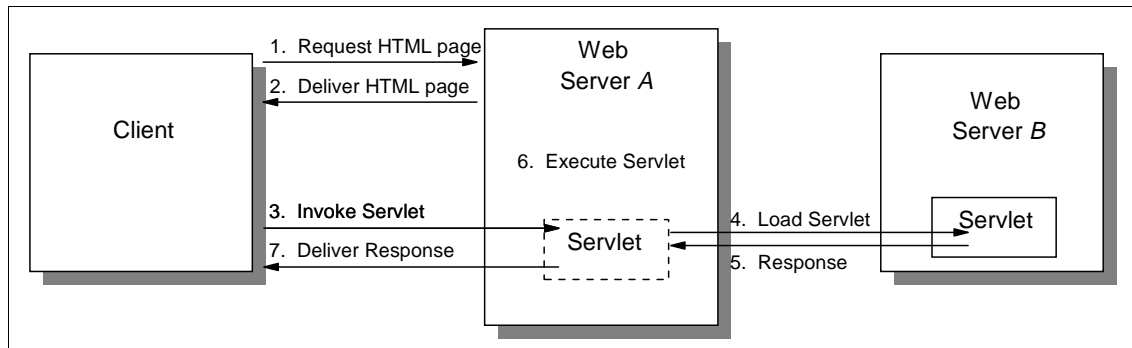 1. Request HTML page
2. Deliver HTML page
Client
Web
Server A
Web
Server B
6. Execute Servlet
3. Invoke Servlet
7. Deliver Response
Servlet
4. Load Servlet
5. Response
Servlet